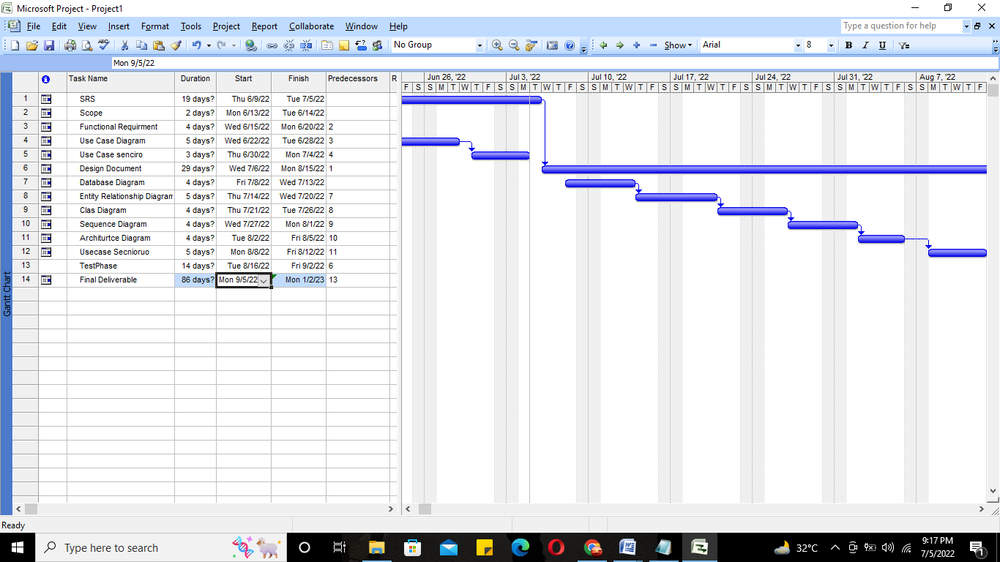 Microsoft Project - Project1
File Edit View Insert Format Tools Project Report Collaborate Window Help
Type a question for help
No Group
Show
Arial
8
B I U
Mon 9/5/22
Task Name Duration Start Finish Predecessors R
1 SRS 19 days? Thu 6/9/22 Tue 7/5/22
2 Scope 2 days? Mon 6/13/22 Tue 6/14/22
3 Functional Requirment 4 days? Wed 6/15/22 Mon 6/20/22 2
4 Use Case Diagram 5 days? Wed 6/22/22 Tue 6/28/22 3
5 Use Case senciro 3 days? Thu 6/30/22 Mon 7/4/22 4
6 Design Document 29 days? Wed 7/6/22 Mon 8/15/22 1
7 Database Diagram 4 days? Fri 7/8/22 Wed 7/13/22
8 Entity Relationship Diagram 5 days? Thu 7/14/22 Wed 7/20/22 7
9 Clas Diagram 4 days? Thu 7/21/22 Tue 7/26/22 8
10 Sequence Diagram 4 days? Wed 7/27/22 Mon 8/1/22 9
11 Architurtce Diagram 4 days? Tue 8/2/22 Fri 8/5/22 10
12 Usecase Secnioruo 5 days? Mon 8/8/22 Fri 8/12/22 11
13 TestPhase 14 days? Tue 8/16/22 Fri 9/2/22 6
14 Final Deliverable 86 days? Mon 9/5/22 Mon 1/2/23 13
Jun 26, '22 Jul 3, '22 Jul 10, '22 Jul 17, '22 Jul 24, '22 Jul 31, '22 Aug 7, '22
F S S M T W T F S S M T W T F S S M T W T F S S M T W T F S S M T W T F S S M T W T F S S M T W T F
Gantt Chart
Ready
Type here to search
32°C
9:17 PM
7/5/2022
1